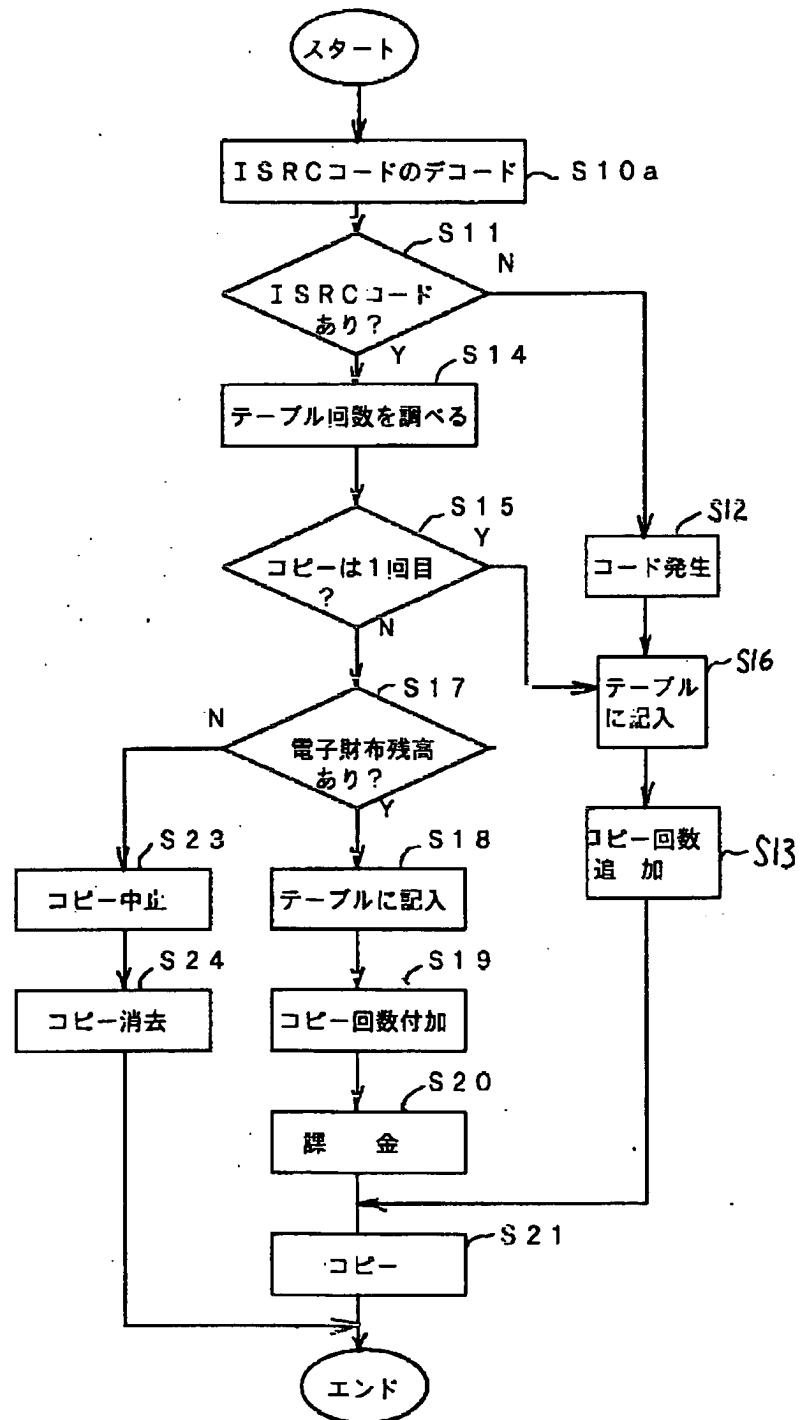 スタート
ISRCコードのデコード
S10a
S11
N
ISRCコード
あり?
Y
S14
テーブル回数を調べる
S15
Y
コピーは1回目
?
N
S12
コード発生
S16
テーブル
に記入
S17
N
電子財布残高
あり?
Y
コピー回数
追 加
S13
S23
コピー中止
S18
テーブルに記入
S24
コピー消去
S19
コピー回数付加
S20
課 金
S21
コピー
エンド